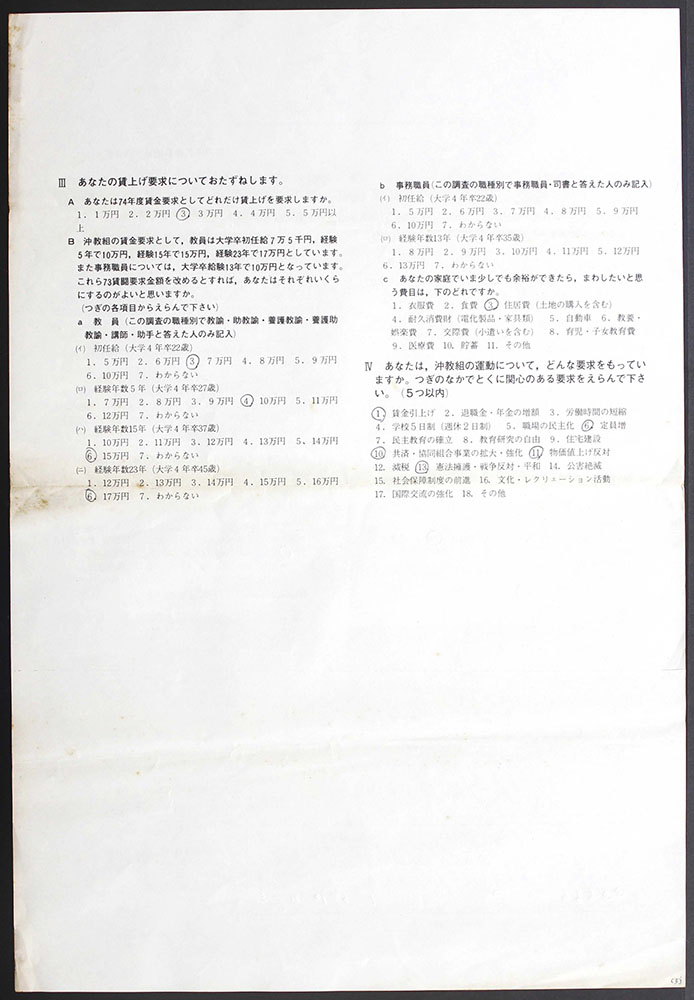 Ⅲ あなたの賃上げ要求についておたずねします。
A あなたは74年度賃金要求としてどれだけ賃上げを要求しますか。
1．1万円 2．2万円 3 3万円 4．4万円 5．5万円以
上
B 沖教組の賃金要求として，教員は大学卒初任給7万5千円，経験
5年で10万円，経験15年で15万円，経験23年で17万円としています。
また事務職員については，大学卒給験13年で10万円となっています。
これら73賃闘要求金額を改めるとすれば，あなたはそれぞれいくら
にするのがよいと思いますか。
（つぎの各項目からえらんで下さい）
a 教員（この調査の職種別で教諭・助教諭・養護教諭・養護助
教諭・講師・助手と答えた人のみ記入）
(イ) 初任給（大学4年卒22歳）
1．5万円 2．6万円 3 7万円 4．8万円 5．9万円
6．10万円 7．わからない
(ロ) 経験年数5年（大学4年卒27歳）
1．7万円 2．8万円 3．9万円 4 10万円 5．11万円
6．12万円 7．わからない
(ハ) 経験年数15年（大学4年卒37歳）
1．10万円 2．11万円 3．12万円 4．13万円 5．14万円
6．15万円 7．わからない
(ニ) 経験年数23年（大学4年卒45歳）
1．12万円 2．13万円 3．14万円 4．15万円 5．16万円
6．17万円 7．わからない
b 事務職員（この調査の職種別で事務職員・司書と答えた人のみ記入）
(イ) 初任給（大学4年卒22歳）
1．5万円 2．6万円 3．7万円 4．8万円 5．9万円
6．10万円 7．わからない
(ロ) 経験年数13年（大学4年卒35歳）
1．8万円 2．9万円 3．10万円 4．11万円 5．12万円
6．13万円 7．わからない
c あなたの家庭でいま少しでも余裕ができたら，まわしたいと思
う費目は，下のどれですか。
1．衣服費 2．食費 3 住居費（土地の購入を含む）
4．耐久消費財（電化製品・家具類） 5．自動車 6．教養・
娯楽費 7．交際費（小遣いを含む） 8．育児・子女教育費
9．医療費 10．貯蓄 11．その他
Ⅳ あなたは，沖教組の運動について，どんな要求をもってい
ますか。つぎのなかでとくに関心のある要求をえらんで下さ
い。（5つ以内）
1 賃金引上げ 2．退職金・年金の増額 3．労働時間の短縮
4．学校5日制（週休2日制） 5．職場の民主化 6 定員増
7．民主教育の確立 8．教育研究の自由 9．住宅建設
10 共済・協同組合事業の拡大・強化 11 物価値上げ反対
12．減税 13 憲法擁護・戦争反対・平和 14．公害絶滅
15．社会保障制度の前進 16．文化・レクリエーション活動
17．国際交流の強化 18．その他